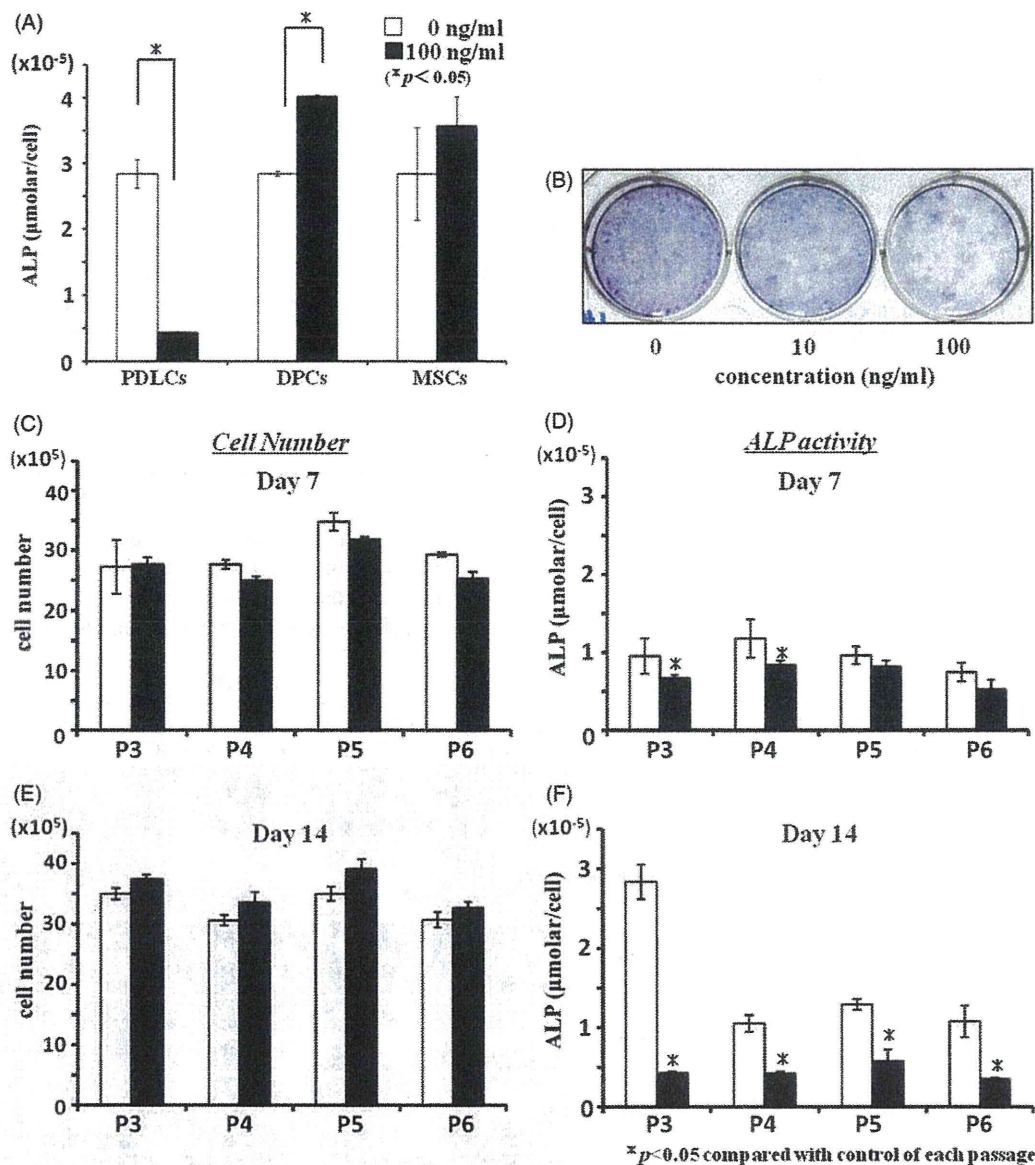 (A)
(x10⁻⁵)
ALP (µmolar/cell)
4
3
2
1
0
*
*
0 ng/ml
100 ng/ml
(*p< 0.05)
PDLCs DPCs MSCs
(B)
0 10 100
concentration (ng/ml)
(C)
Cell Number
(x10⁵)
Day 7
cell number
40
30
20
10
0
P3 P4 P5 P6
(D)
ALP activity
(x10⁻⁵)
Day 7
ALP (µmolar/cell)
3
2
1
0
* *
P3 P4 P5 P6
(E)
(x10⁵)
Day 14
cell number
40
30
20
10
0
P3 P4 P5 P6
(F)
(x10⁻⁵)
Day 14
ALP (µmolar/cell)
3
2
1
0
* * * *
P3 P4 P5 P6
*p<0.05 compared with control of each passage